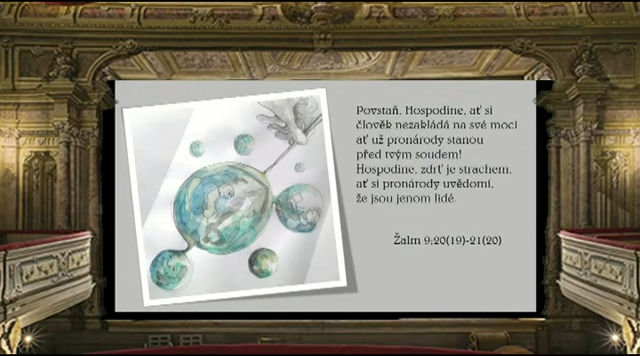 Povstaň, Hospodine, ať si
člověk nezakládá na své moci
ať už pronárody stanou
před tvým soudem!
Hospodine, zdrť je strachem,
ať si pronárody uvědomí,
že jsou jenom lidé.
Žalm 9;20(19)-21(20)